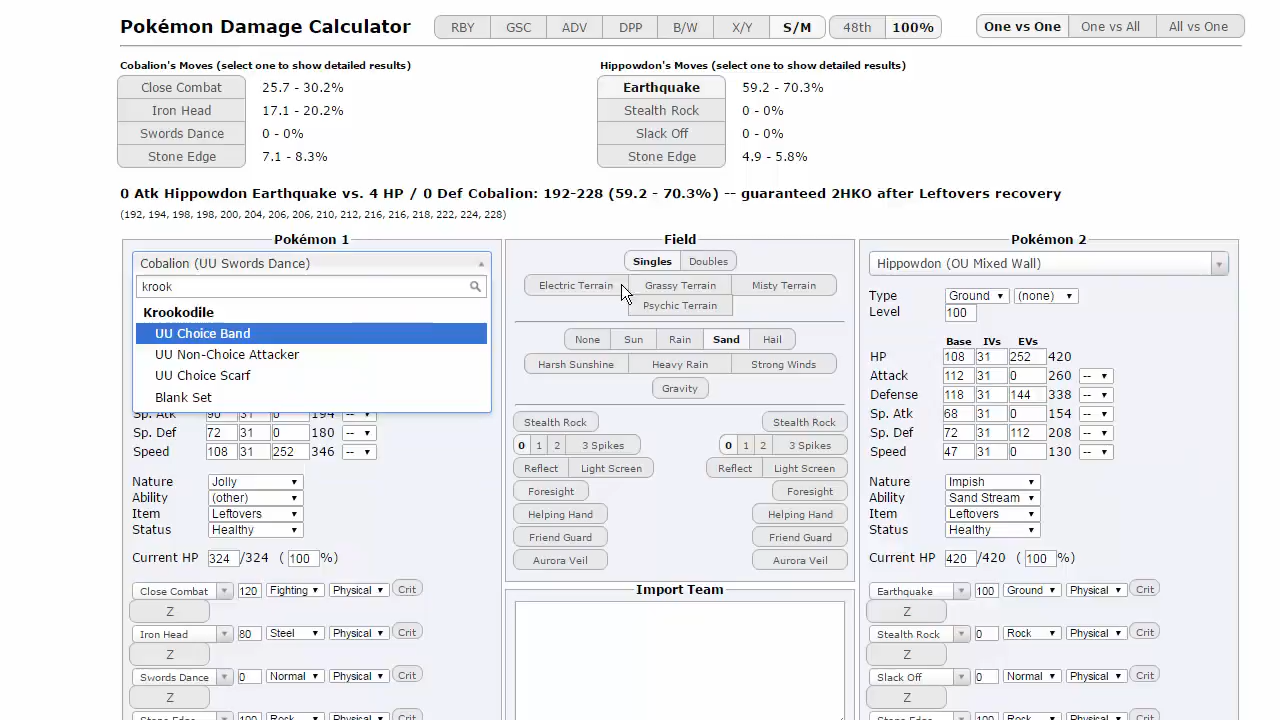 Pokémon Damage Calculator RBY GSC ADV DPP B/W X/Y S/M 48th 100% One vs One One vs All All vs One
Cobalion's Moves (select one to show detailed results) Hippowdon's Moves (select one to show detailed results)
Close Combat 25.7 - 30.2% Earthquake 59.2 - 70.3%
Iron Head 17.1 - 20.2% Stealth Rock 0 - 0%
Swords Dance 0 - 0% Slack Off 0 - 0%
Stone Edge 7.1 - 8.3% Stone Edge 4.9 - 5.8%
0 Atk Hippowdon Earthquake vs. 4 HP / 0 Def Cobalion: 192-228 (59.2 - 70.3%) -- guaranteed 2HKO after Leftovers recovery
(192, 194, 198, 198, 200, 204, 206, 206, 210, 212, 216, 216, 218, 222, 224, 228)
Pokémon 1
Cobalion (UU Swords Dance)
krook
Krookodile
UU Choice Band
UU Non-Choice Attacker
UU Choice Scarf
Blank Set
Sp. Atk 90 31 0 194 --
Sp. Def 72 31 0 180 --
Speed 108 31 252 346 --
Nature Jolly
Ability (other)
Item Leftovers
Status Healthy
Current HP 324 /324 ( 100 %)
Close Combat 120 Fighting Physical Crit
Z
Iron Head 80 Steel Physical Crit
Z
Swords Dance 0 Normal Physical Crit
Z
Stone Edge 100 Rock Physical Crit
Field
Singles Doubles
Electric Terrain Grassy Terrain Misty Terrain
Psychic Terrain
None Sun Rain Sand Hail
Harsh Sunshine Heavy Rain Strong Winds
Gravity
Stealth Rock Stealth Rock
0 1 2 3 Spikes 0 1 2 3 Spikes
Reflect Light Screen Reflect Light Screen
Foresight Foresight
Helping Hand Helping Hand
Friend Guard Friend Guard
Aurora Veil Aurora Veil
Import Team
Pokémon 2
Hippowdon (OU Mixed Wall)
Type Ground (none)
Level 100
Base IVs EVs
HP 108 31 252 420
Attack 112 31 0 260 --
Defense 118 31 144 338 --
Sp. Atk 68 31 0 154 --
Sp. Def 72 31 112 208 --
Speed 47 31 0 130 --
Nature Impish
Ability Sand Stream
Item Leftovers
Status Healthy
Current HP 420 /420 ( 100 %)
Earthquake 100 Ground Physical Crit
Z
Stealth Rock 0 Rock Physical Crit
Z
Slack Off 0 Normal Physical Crit
Z
Stone Edge 100 Rock Physical Crit